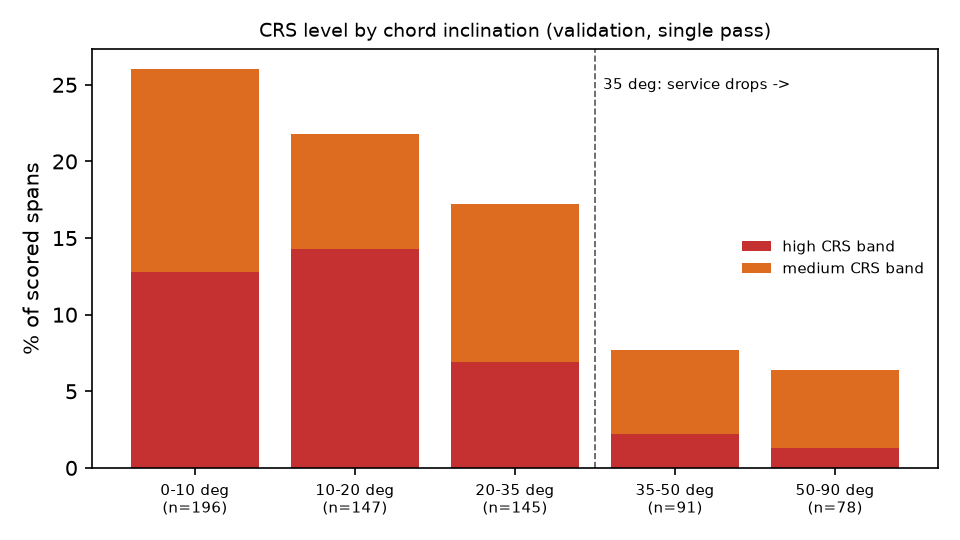 CRS level by chord inclination (validation, single pass)
% of scored spans
25
20
15
10
5
0
35 deg: service drops ->
high CRS band
medium CRS band
0-10 deg
(n=196)
10-20 deg
(n=147)
20-35 deg
(n=145)
35-50 deg
(n=91)
50-90 deg
(n=78)